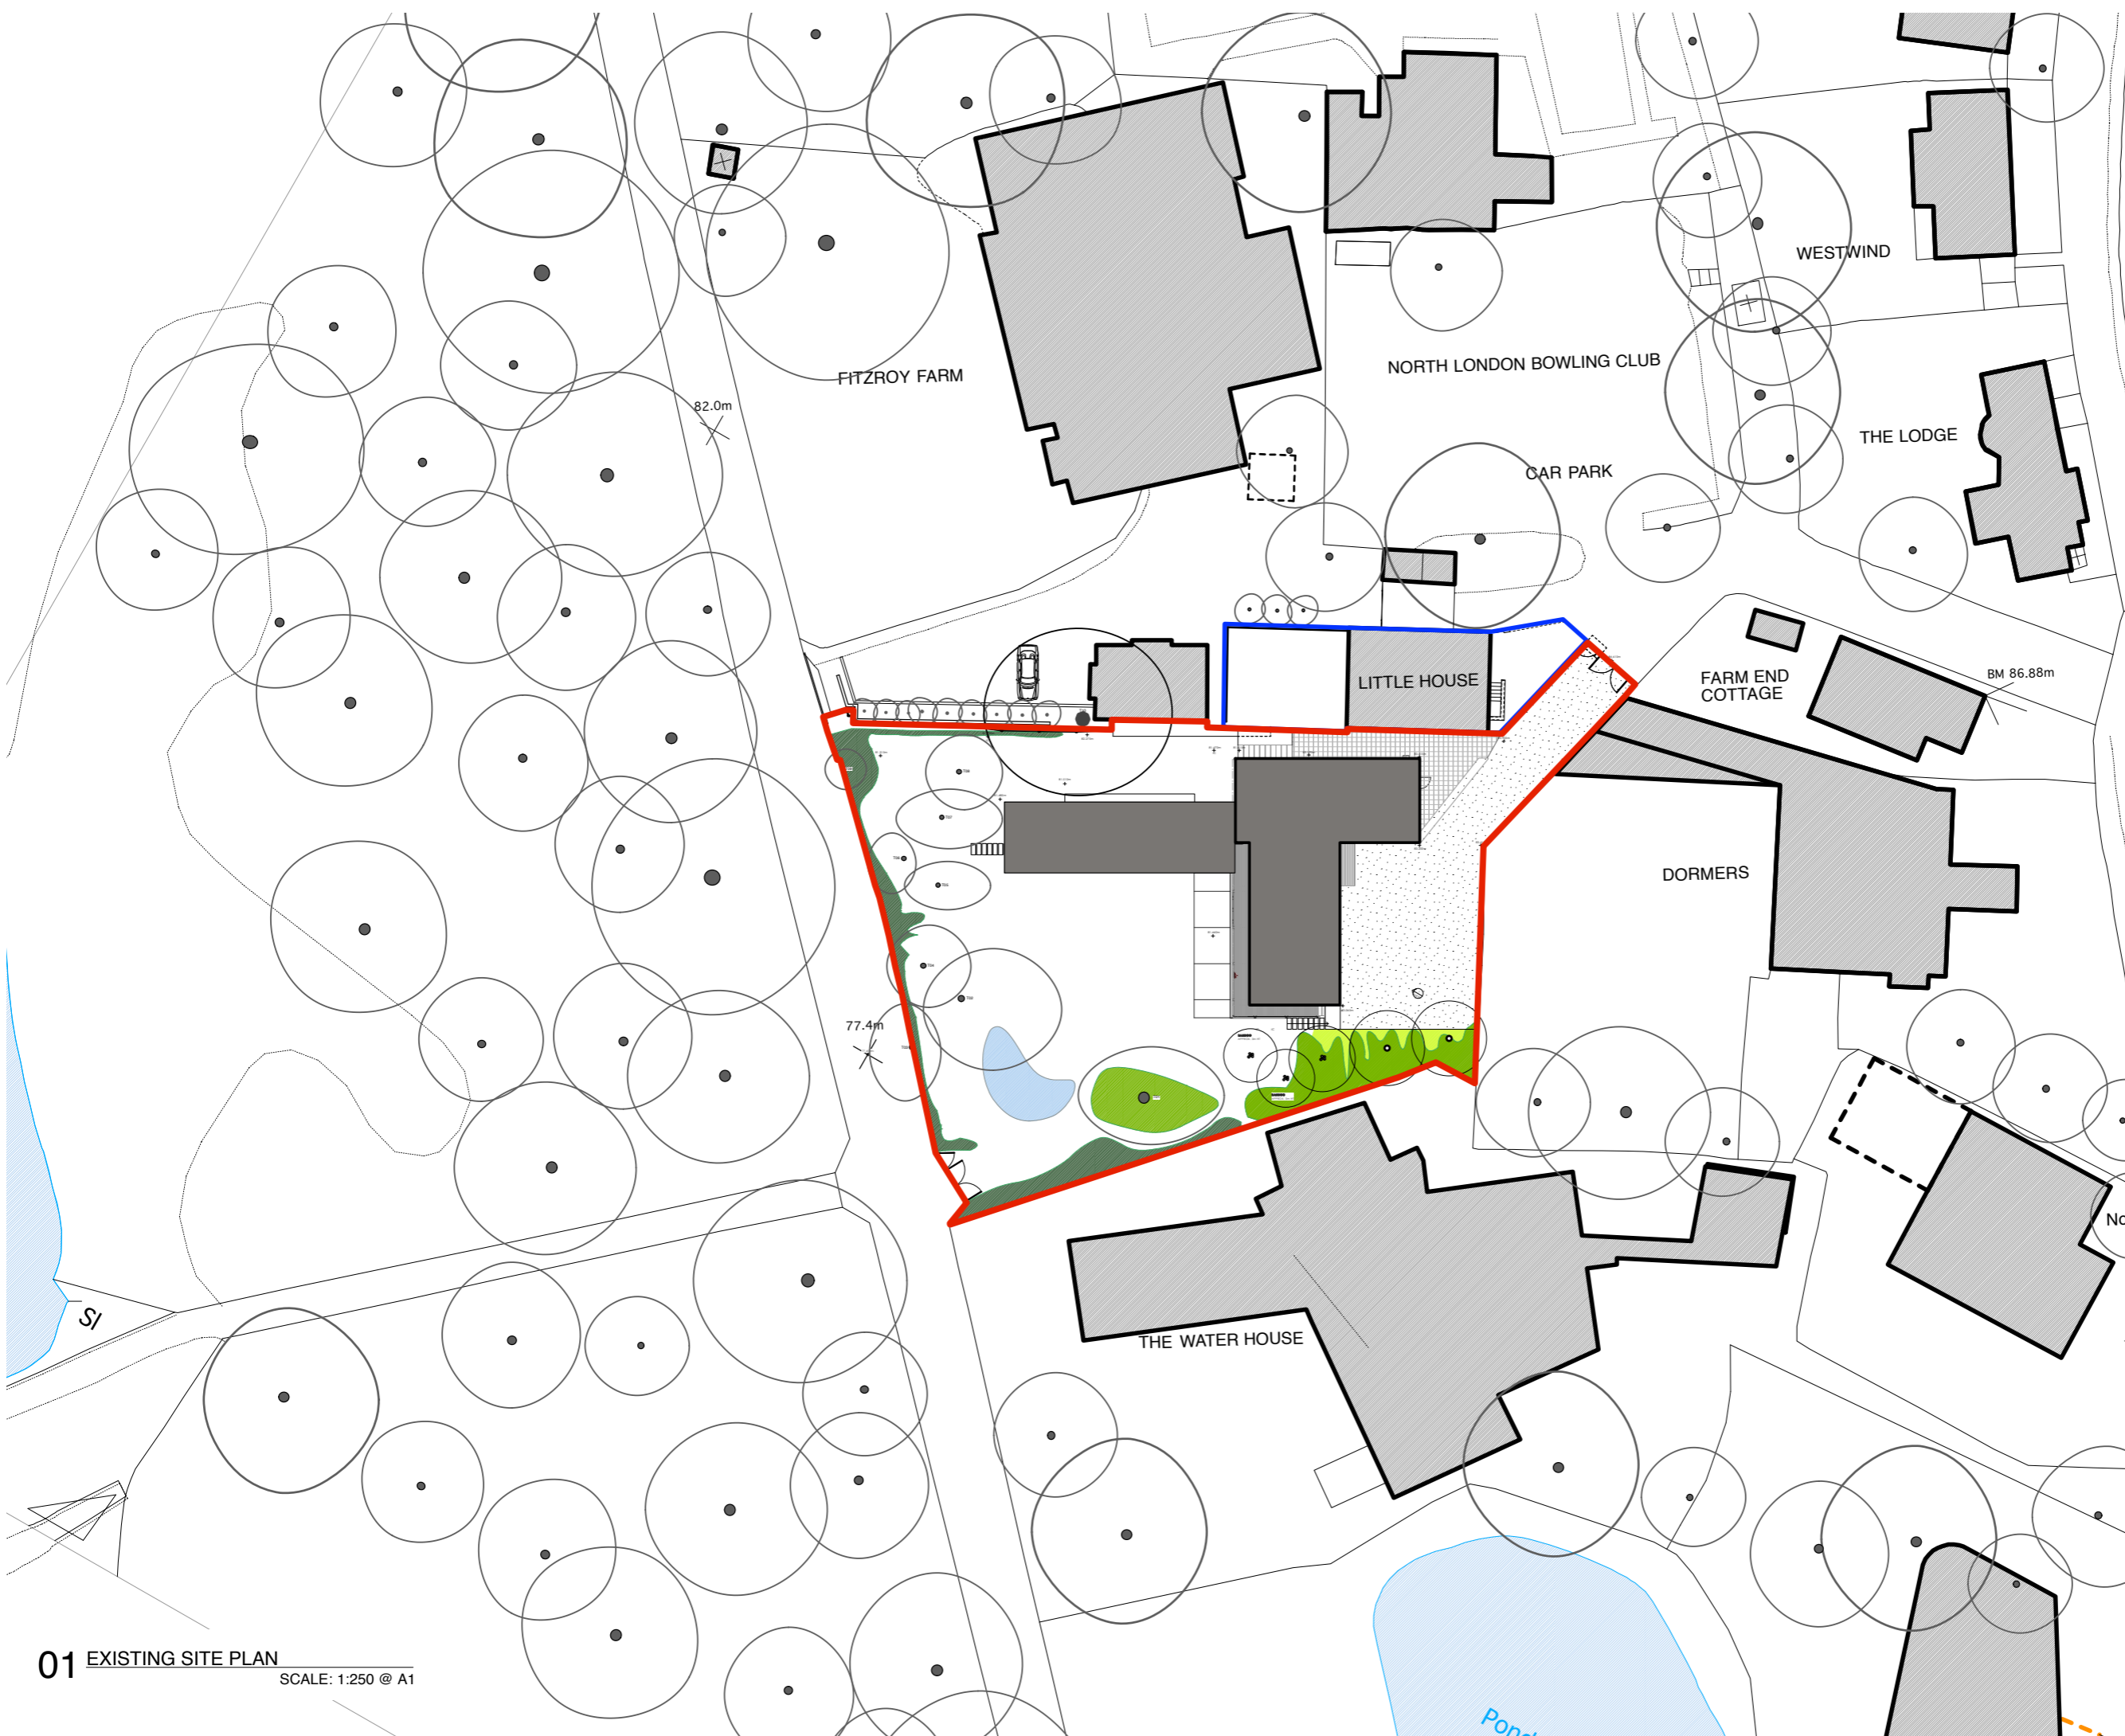 WESTWIND
NORTH LONDON BOWLING CLUB
FITZROY FARM
82.0m
THE LODGE
CAR PARK
LITTLE HOUSE
FARM END
COTTAGE
BM 86.88m
DORMERS
77.4m
THE WATER HOUSE
Sl
01 EXISTING SITE PLAN
SCALE: 1:250 @ A1